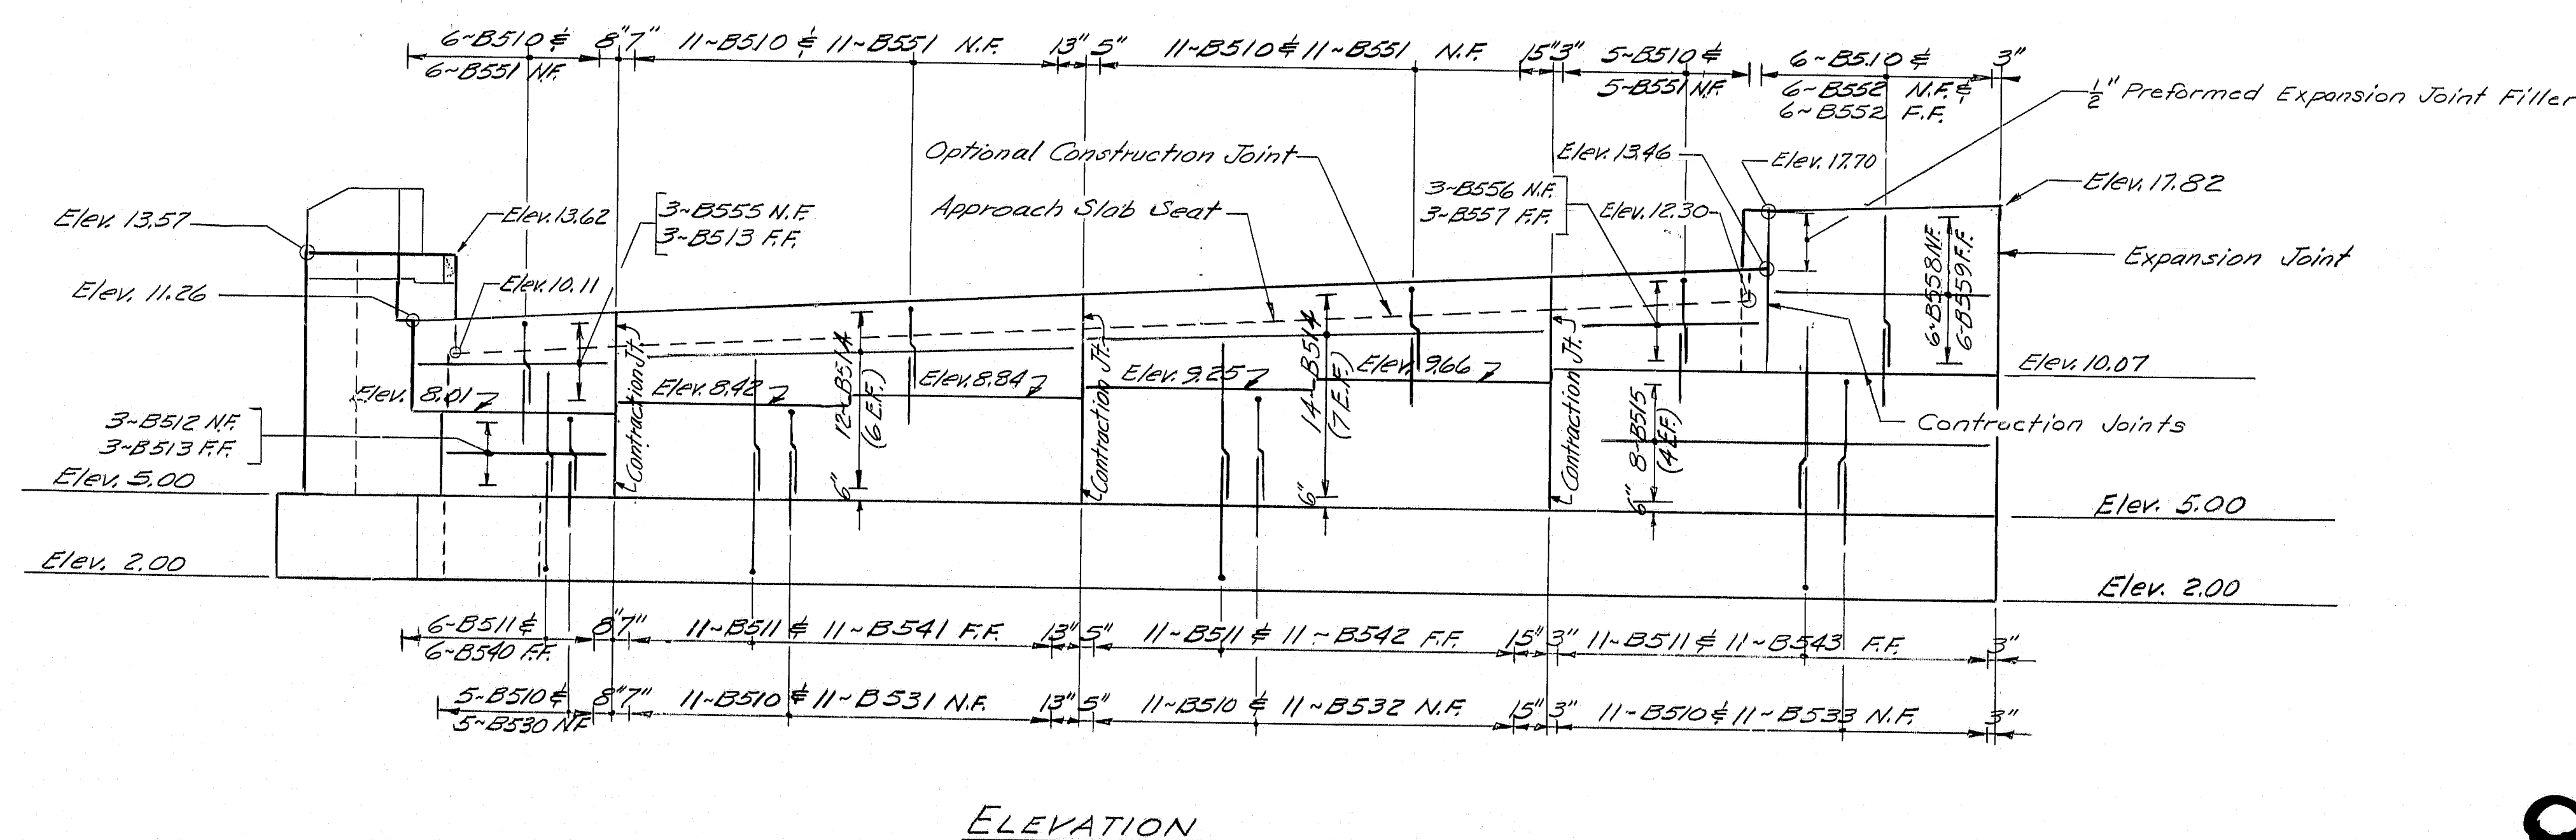 6~B510 &
6~B551 N.F.
8" 7"
11~B510 & 11~B551 N.F.
13" 5"
11~B510 & 11~B551 N.F.
15" 3"
5~B510 &
5~B551 N.F.
6~B510 &
6~B552 N.F. &
6~B552 F.F.
3"
1/2" Preformed Expansion Joint Filler
Optional Construction Joint
Elev. 13.46
Elev. 17.70
Elev. 17.82
Elev. 13.57
Elev. 13.62
3~B555 N.F.
3~B513 F.F.
Approach Slab Seat
3~B556 N.F.
3~B557 F.F.
Elev. 12.30
6~B558 N.F.
6~B559 F.F.
Expansion Joint
Elev. 11.26
Elev. 10.11
Elev. 8.01
Contraction Jt.
Elev. 8.42
12~B514
(6 E.F.)
6"
Elev. 8.84
Contraction Jt.
Elev. 9.25
14~B514
(7 E.F.)
6"
Elev. 9.66
Contraction Jt.
8~B515
(4 E.F.)
6"
Elev. 10.07
Contraction Joints
3~B512 N.F.
3~B513 F.F.
Elev. 5.00
Elev. 5.00
Elev. 2.00
Elev. 2.00
6~B511 &
6~B540 F.F.
8" 7"
11~B511 & 11~B541 F.F.
13" 5"
11~B511 & 11~B542 F.F.
15" 3"
11~B511 & 11~B543 F.F.
3"
5~B510 &
5~B530 N.F.
8" 7"
11~B510 & 11~B531 N.F.
13" 5"
11~B510 & 11~B532 N.F.
15" 3"
11~B510 & 11~B533 N.F.
3"
ELEVATION